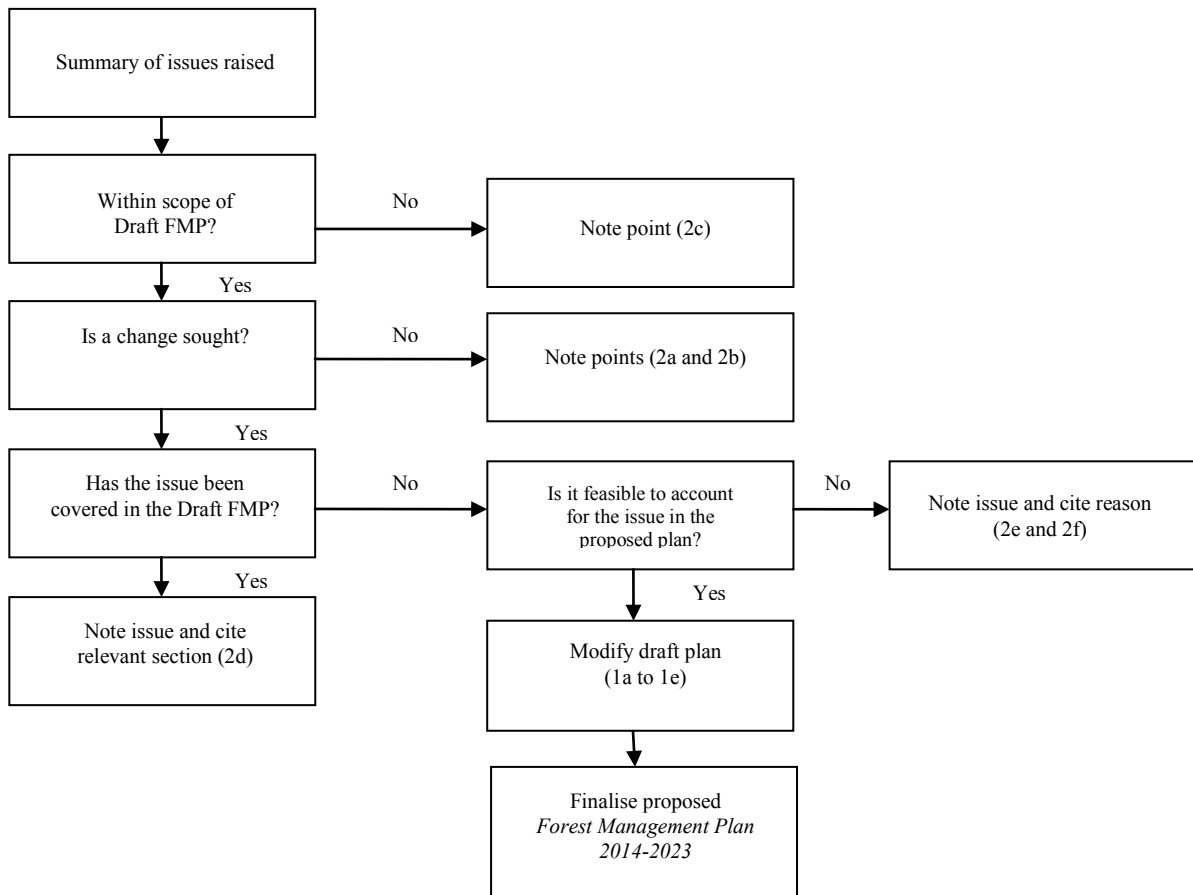 Summary of issues raised
Within scope of
Draft FMP?
No
Note point (2c)
Yes
Is a change sought?
No
Note points (2a and 2b)
Yes
Has the issue been
covered in the Draft FMP?
No
Is it feasible to account
for the issue in the
proposed plan?
No
Note issue and cite reason
(2e and 2f)
Yes
Note issue and cite
relevant section (2d)
Yes
Modify draft plan
(1a to 1e)
Finalise proposed
Forest Management Plan
2014-2023